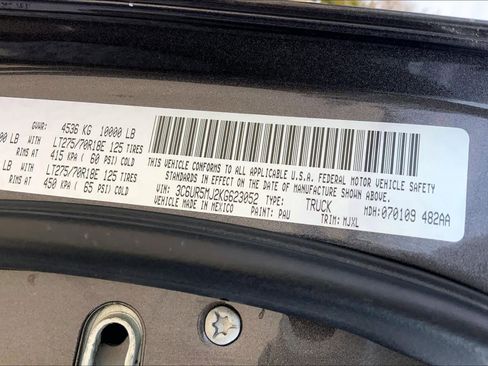 GVWR: 4536 KG 10000 LB
00 LB LT275/70R18E 125 TIRES
RIMS AT 415 KPA ( 60 PSI) COLD
LB LT275/70R18E 125 TIRES
RIMS AT 450 KPA ( 65 PSI) COLD
THIS VEHICLE CONFORMS TO ALL APPLICABLE U.S.A. FEDERAL MOTOR VEHICLE SAFETY
STANDARDS IN EFFECT ON THE DATE OF MANUFACTURE SHOWN ABOVE.
VIN: 3C6UR5MJ2KG623052 TYPE: TRUCK MDH: 070109 482AA
VEHICLE MADE IN MEXICO PAINT: PAU TRIM: MJXL